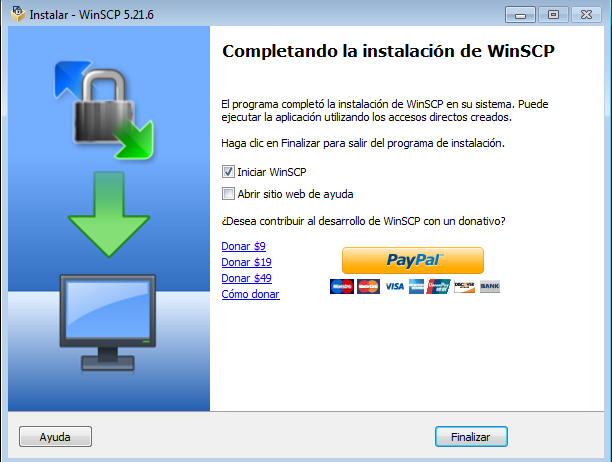 Instalar - WinSCP 5.21.6
Completando la instalación de WinSCP
El programa completó la instalación de WinSCP en su sistema. Puede
ejecutar la aplicación utilizando los accesos directos creados.
Haga clic en Finalizar para salir del programa de instalación.
Iniciar WinSCP
Abrir sitio web de ayuda
¿Desea contribuir al desarrollo de WinSCP con un donativo?
Donar $9
Donar $19
Donar $49
Cómo donar
PayPal
VISA
BANK
Ayuda
Finalizar